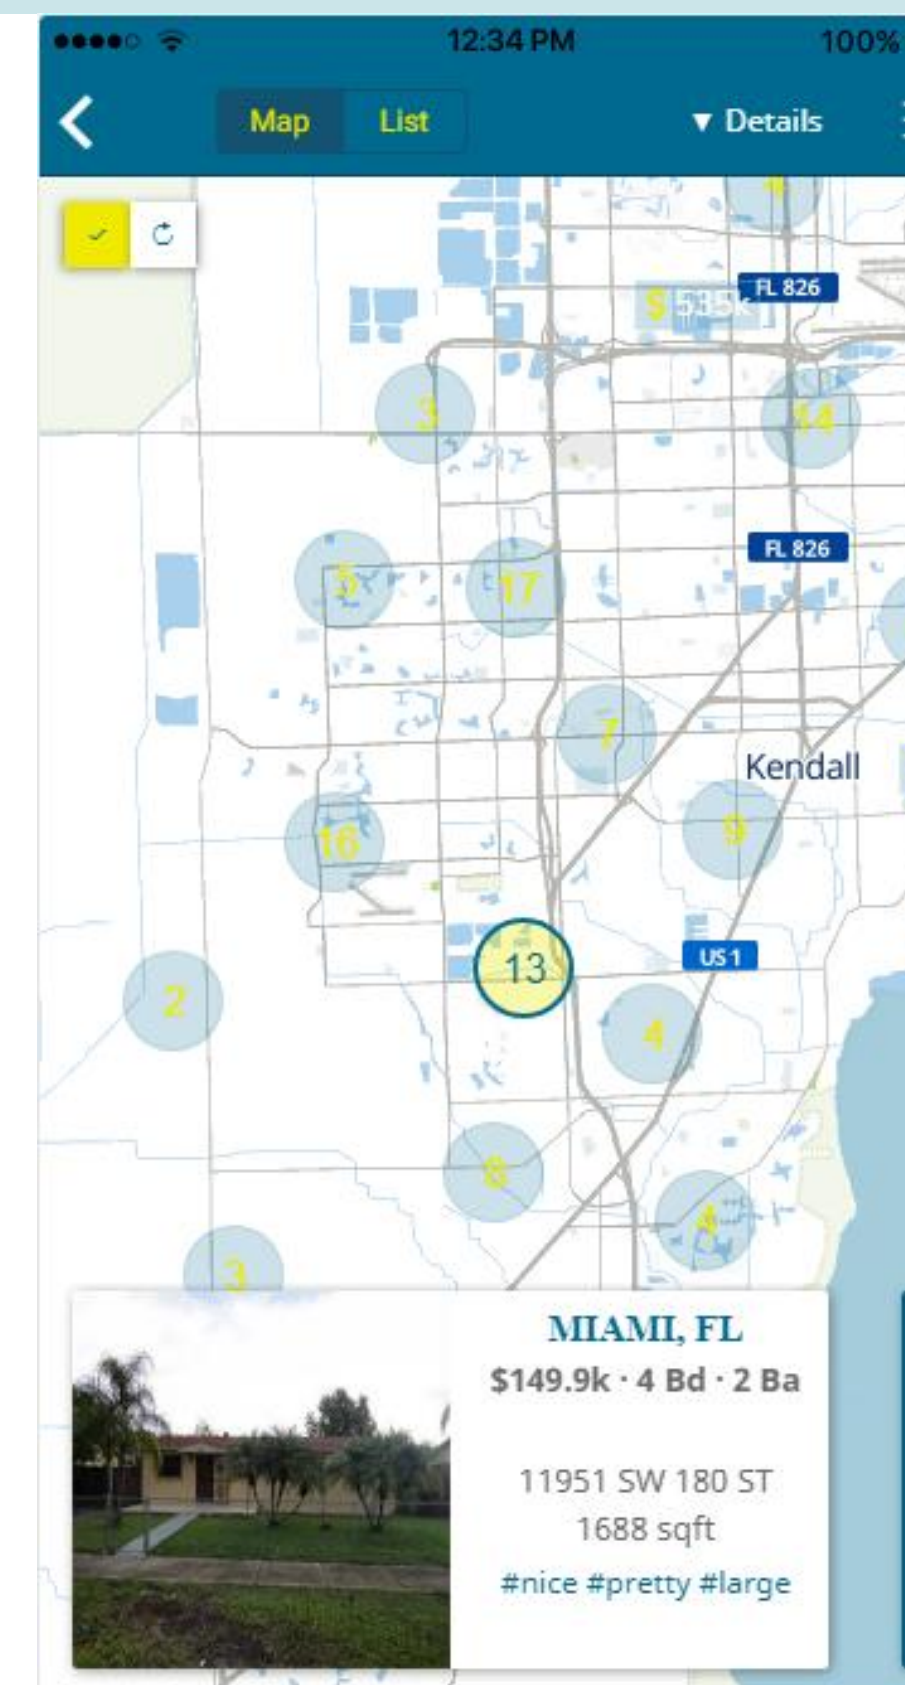 12:34 PM
100%
Map
List
▼ Details
$ 535k
FL 826
3
14
FL 826
5
17
7
Kendall
9
16
13
US 1
2
4
4
3
MIAMI, FL
$149.9k · 4 Bd · 2 Ba
11951 SW 180 ST
1688 sqft
#nice #pretty #large